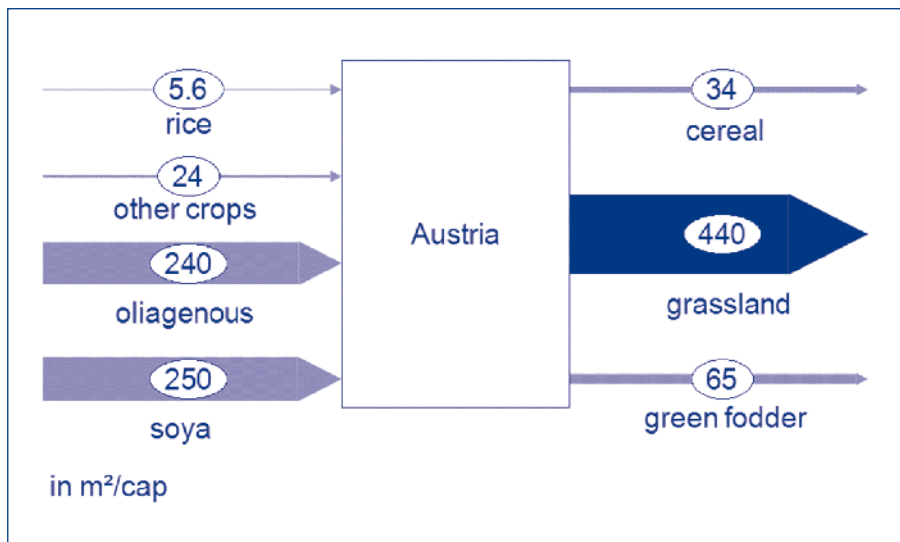 5.6
rice
24
other crops
240
oliagenous
250
soya
Austria
34
cereal
440
grassland
65
green fodder
in m²/cap